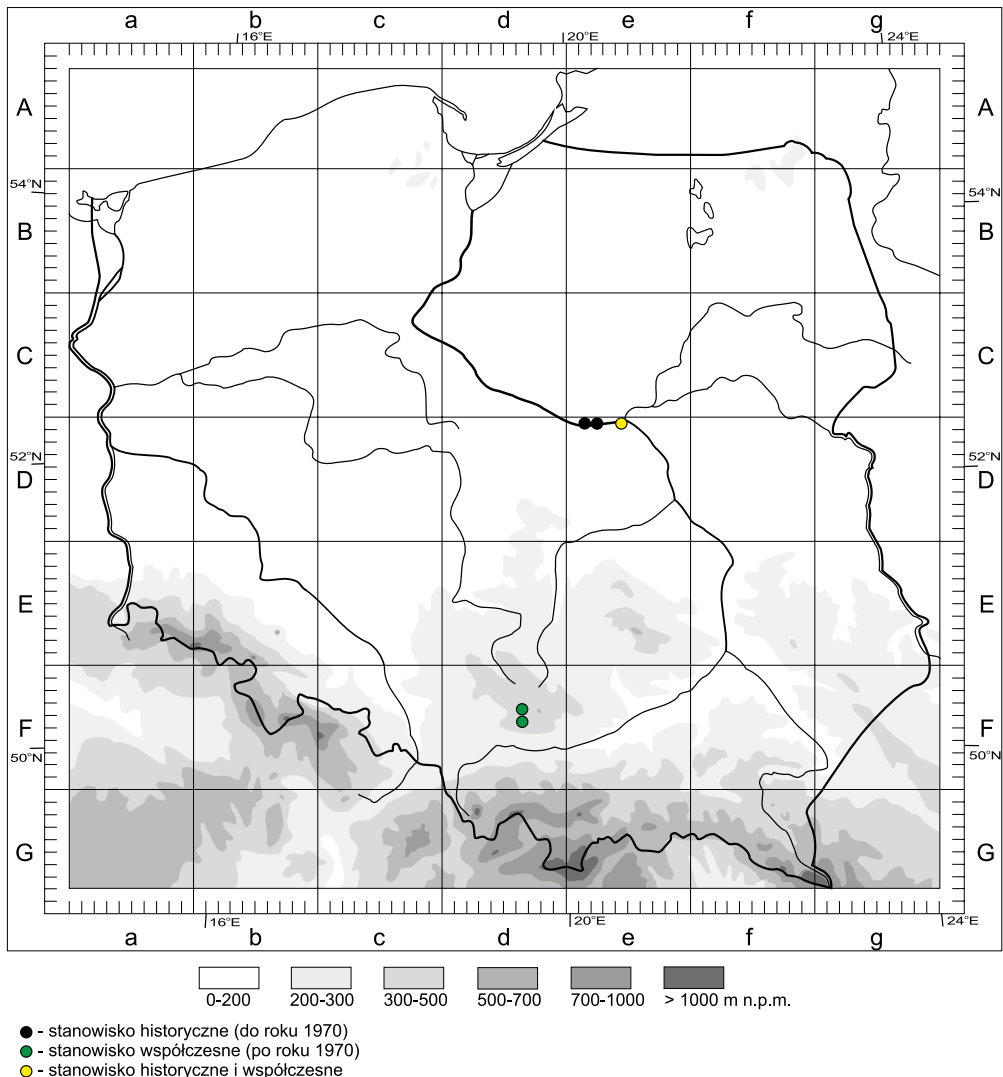 a b c d e f g
16°E 20°E 24°E
A A
54°N 54°N
B B
C C
52°N 52°N
D D
E E
F F
50°N 50°N
G G
16°E 20°E 24°E
a b c d e f g
0-200 200-300 300-500 500-700 700-1000 > 1000 m n.p.m.
- stanowisko historyczne (do roku 1970)
- stanowisko współczesne (po roku 1970)
- stanowisko historyczne i współczesne